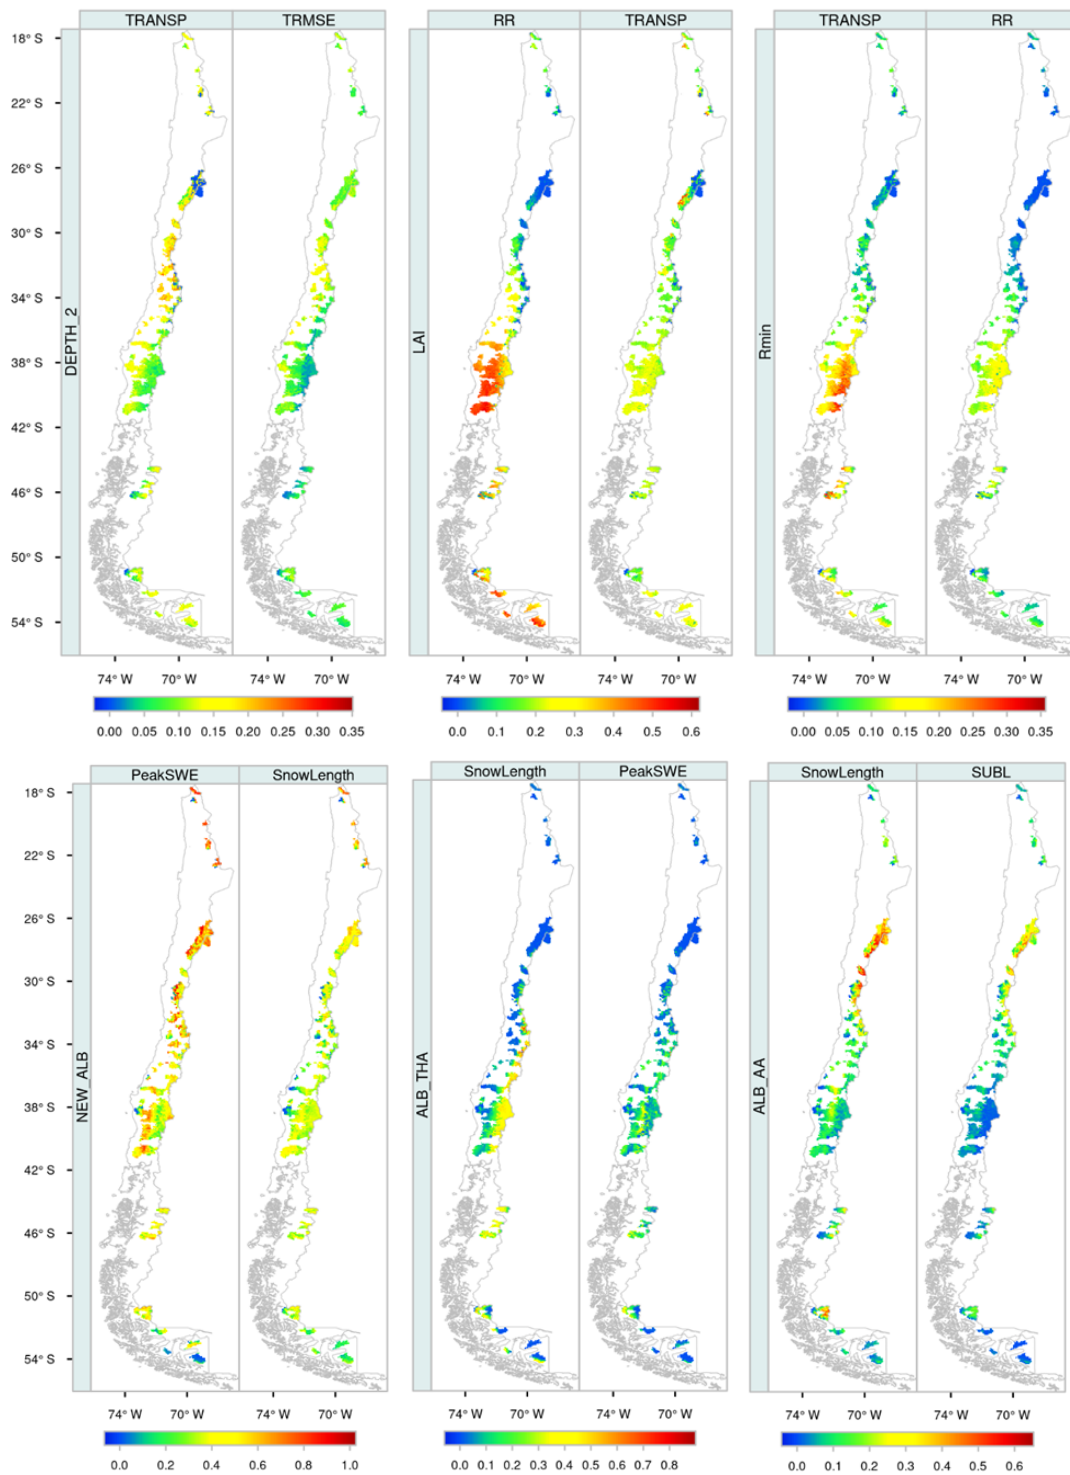 TRANSP TRMSE RR TRANSP TRANSP RR
18° S
22° S
26° S
30° S
34° S
38° S
42° S
46° S
50° S
54° S
DEPTH_2
LAI
Rmin
74° W 70° W 74° W 70° W 74° W 70° W 74° W 70° W 74° W 70° W 74° W 70° W
0.00 0.05 0.10 0.15 0.20 0.25 0.30 0.35
0.0 0.1 0.2 0.3 0.4 0.5 0.6
0.00 0.05 0.10 0.15 0.20 0.25 0.30 0.35
PeakSWE SnowLength SnowLength PeakSWE SnowLength SUBL
18° S
22° S
26° S
30° S
34° S
38° S
42° S
46° S
50° S
54° S
NEW_ALB
ALB_THA
ALB_AA
74° W 70° W 74° W 70° W 74° W 70° W 74° W 70° W 74° W 70° W 74° W 70° W
0.0 0.2 0.4 0.6 0.8 1.0
0.0 0.1 0.2 0.3 0.4 0.5 0.6 0.7 0.8
0.0 0.1 0.2 0.3 0.4 0.5 0.6